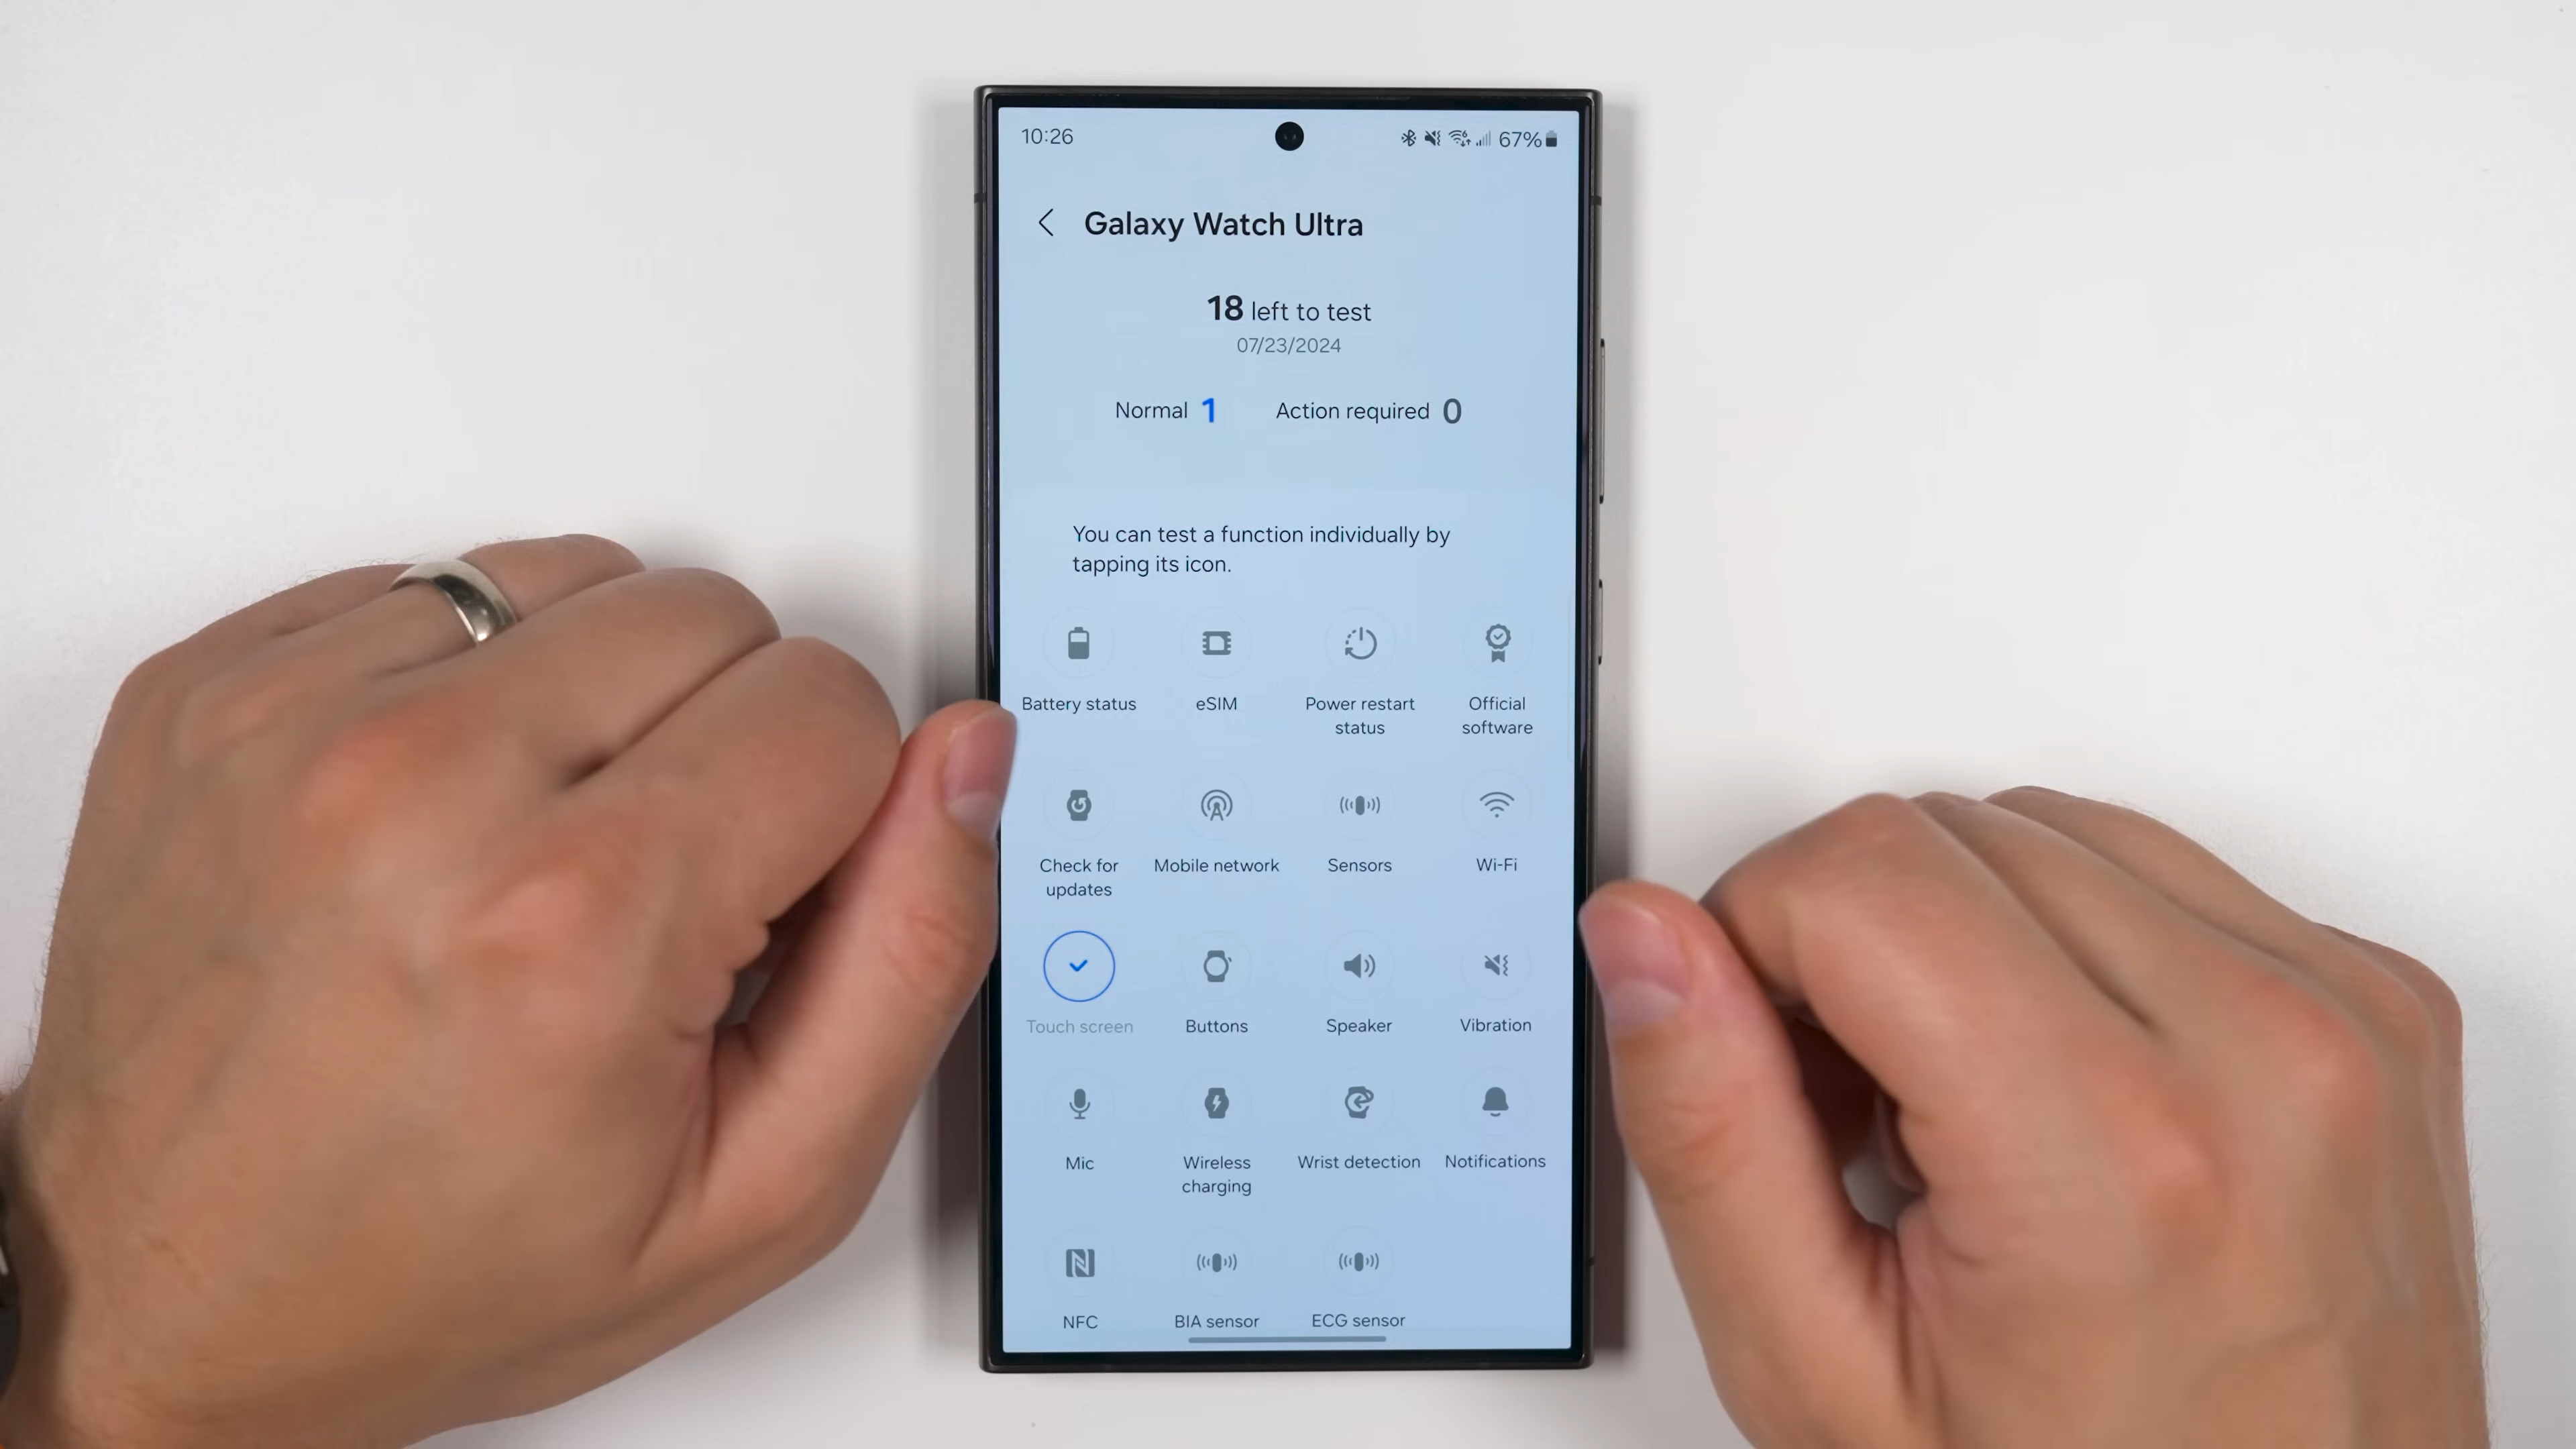 10:26
67%
Galaxy Watch Ultra
18 left to test
07/23/2024
Normal 1 Action required 0
You can test a function individually by
tapping its icon.
Battery status
eSIM
Power restart
status
Official
software
Check for
updates
Mobile network
Sensors
Wi-Fi
Touch screen
Buttons
Speaker
Vibration
Mic
Wireless
charging
Wrist detection
Notifications
NFC
BIA sensor
ECG sensor